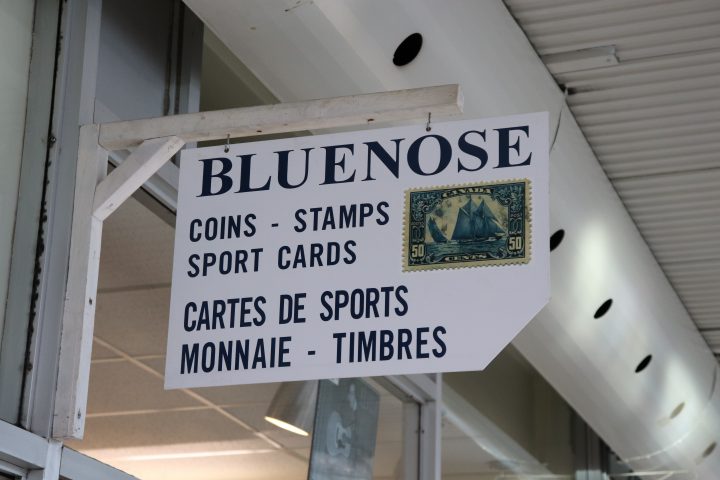 BLUENOSE
COINS - STAMPS
SPORT CARDS
CANADA
50 50
CENTS
CARTES DE SPORTS
MONNAIE - TIMBRES